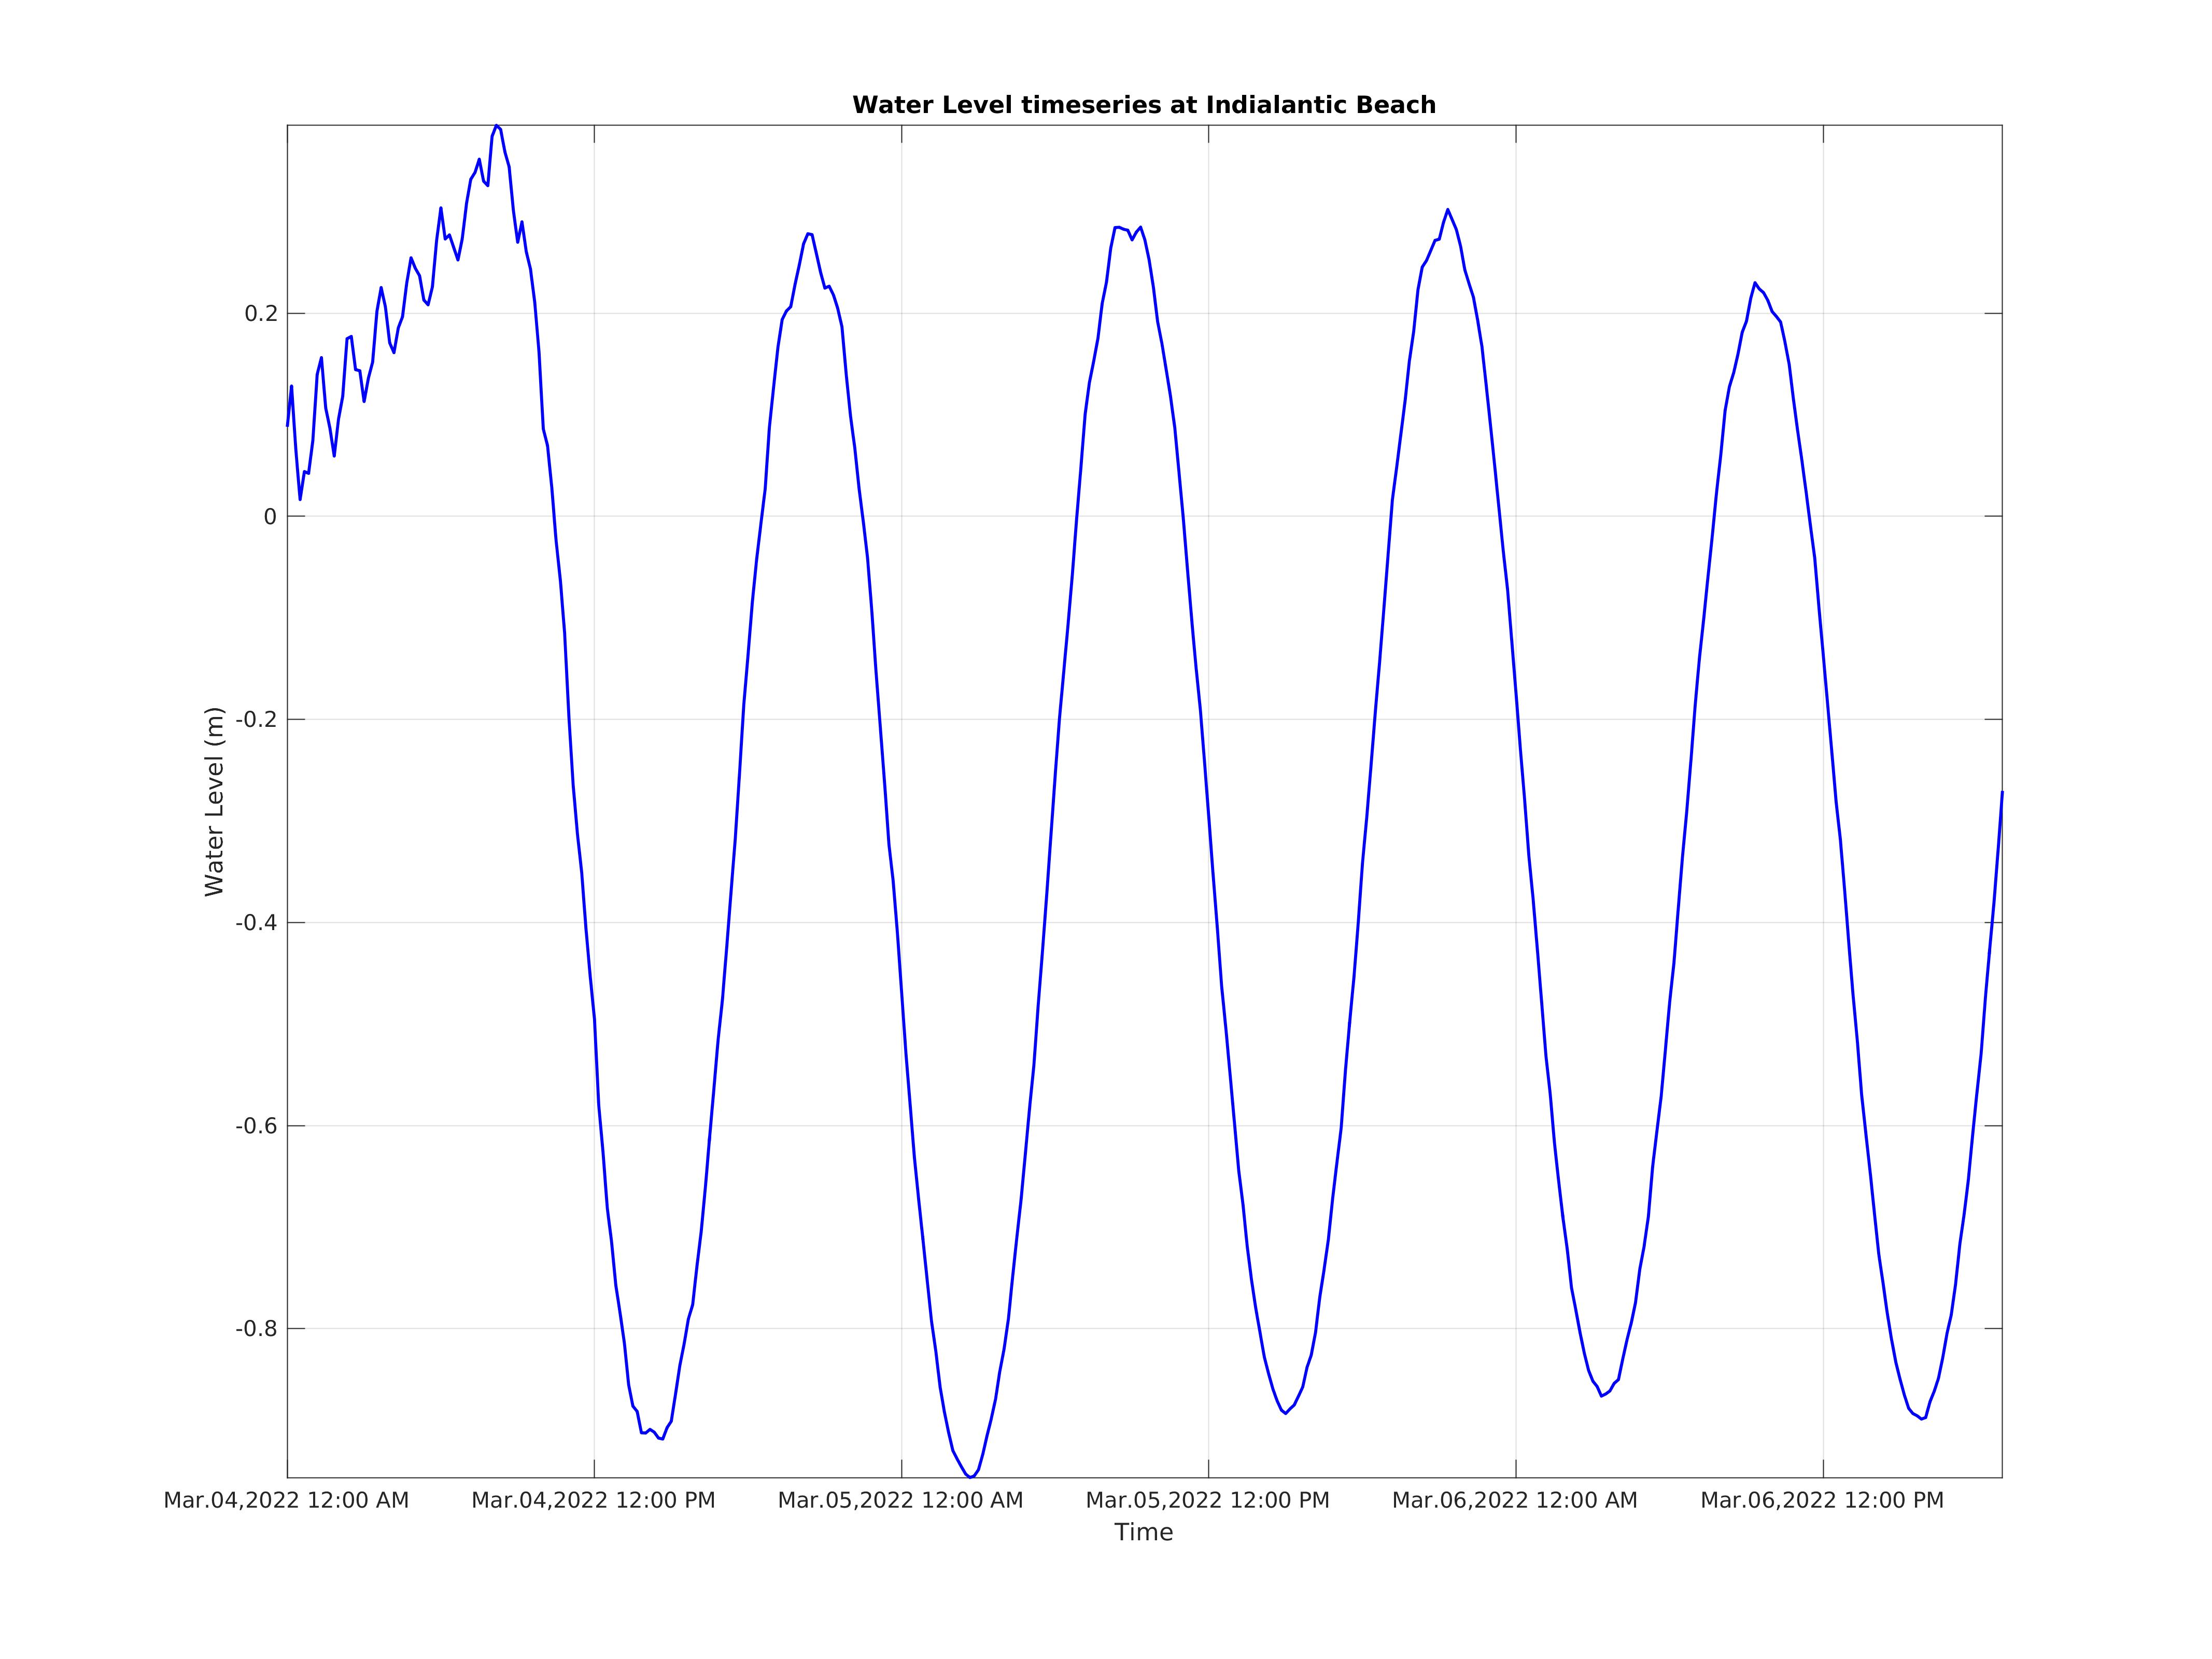 Water Level timeseries at Indialantic Beach
0.2
0
-0.2
-0.4
-0.6
-0.8
Water Level (m)
Mar.04,2022 12:00 AM
Mar.04,2022 12:00 PM
Mar.05,2022 12:00 AM
Mar.05,2022 12:00 PM
Mar.06,2022 12:00 AM
Mar.06,2022 12:00 PM
Time